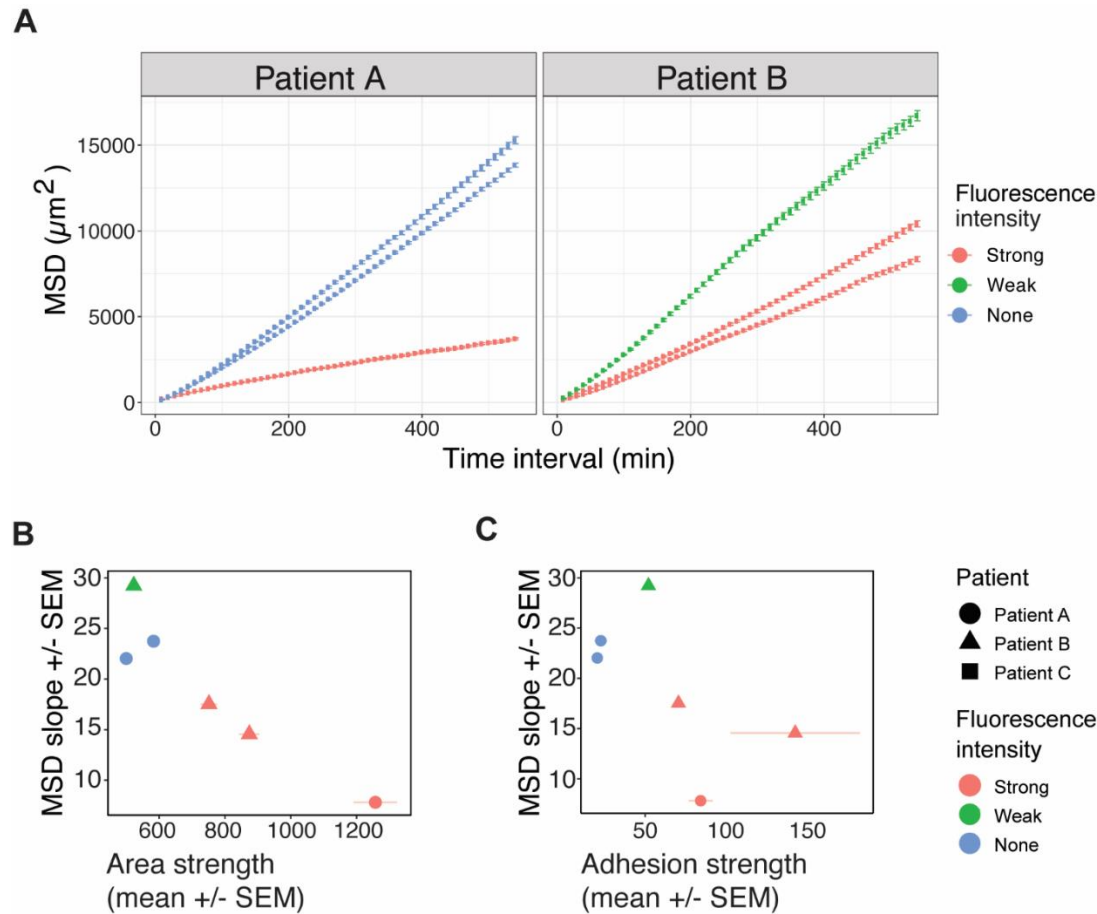 A
Patient A
Patient B
MSD (µm²)
15000
10000
5000
0
0
200
400
0
200
400
Time interval (min)
Fluorescence
intensity
Strong
Weak
None
B
MSD slope +/- SEM
30
25
20
15
10
600
800
1000
1200
Area strength
(mean +/- SEM)
C
MSD slope +/- SEM
30
25
20
15
10
50
100
150
Adhesion strength
(mean +/- SEM)
Patient
Patient A
Patient B
Patient C
Fluorescence
intensity
Strong
Weak
None